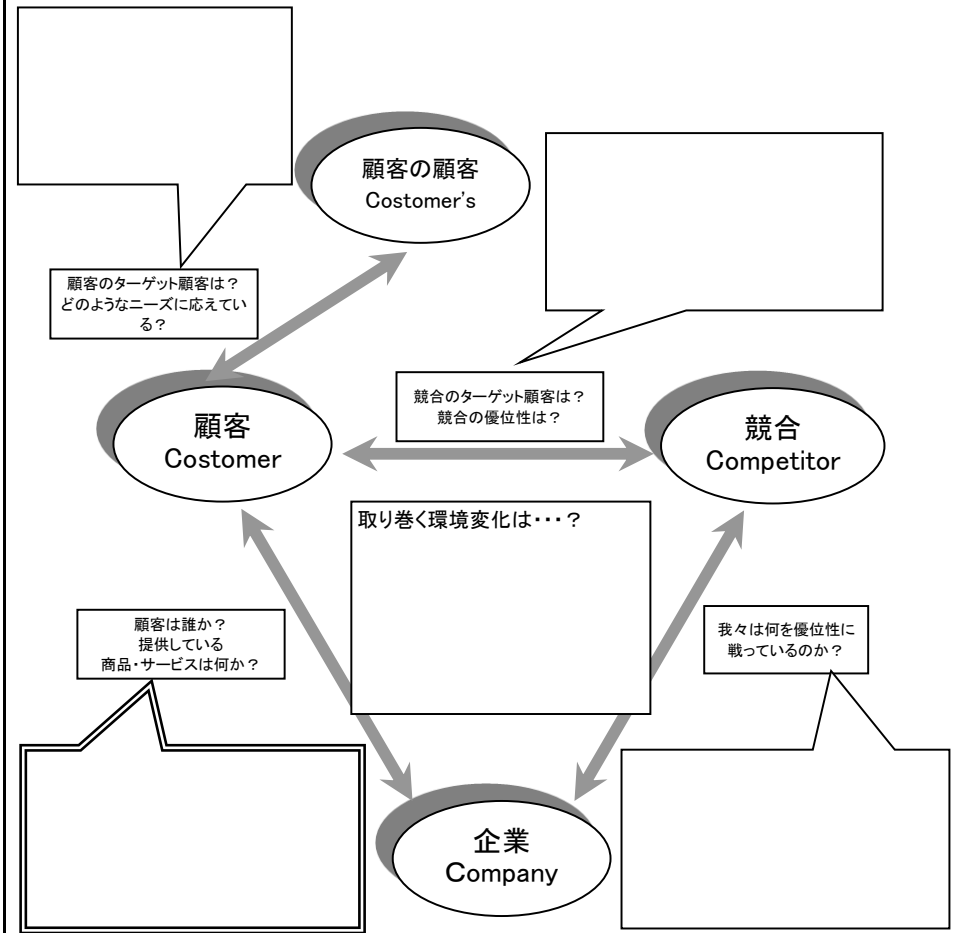 顧客の顧客
Costomer's
顧客のターゲット顧客は？
どのようなニーズに応えてい
る？
競合のターゲット顧客は？
競合の優位性は？
顧客
Costomer
競合
Competitor
取り巻く環境変化は・・・？
顧客は誰か？
提供している
商品・サービスは何か？
我々は何を優位性に
戦っているのか？
企業
Company